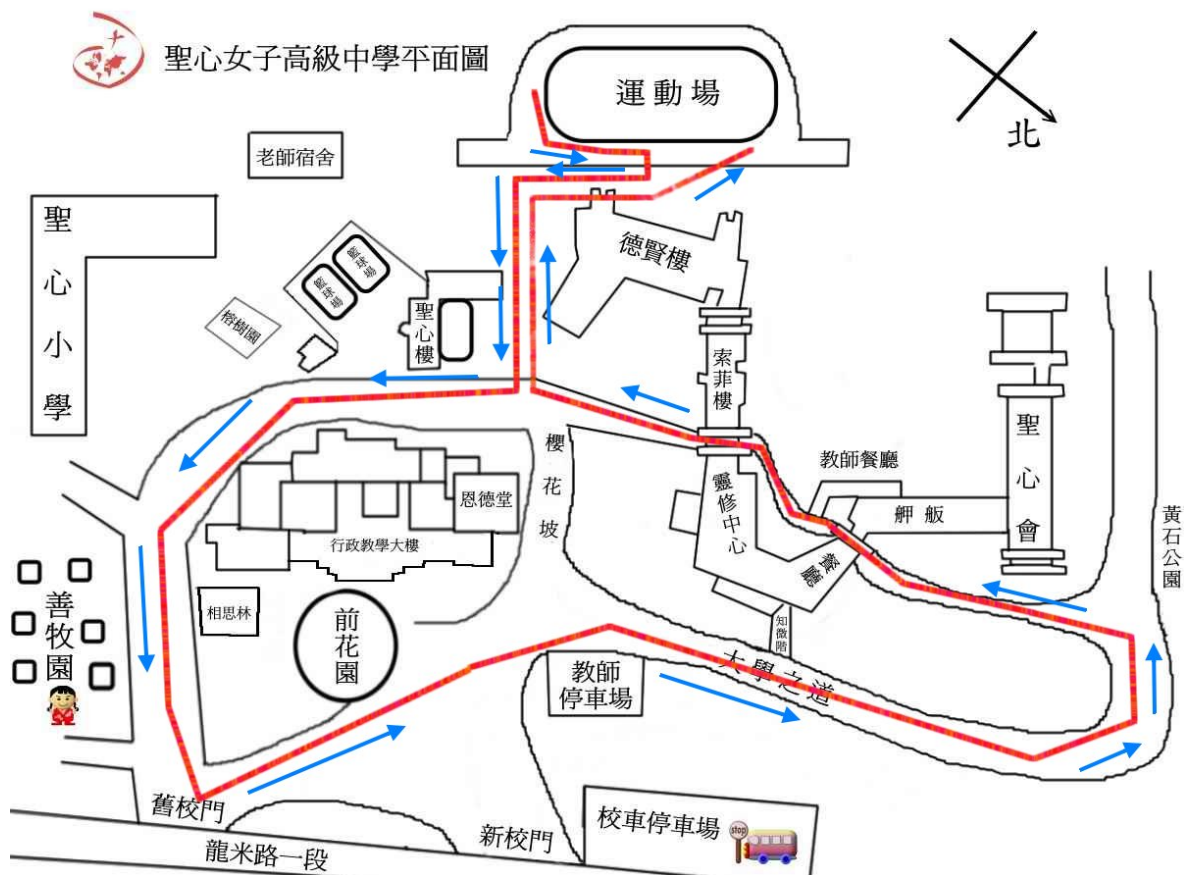 聖心女子高級中學平面圖
運動場
北
老師宿舍
聖心小學
籃球場
籃球場
榕樹園
聖心樓
德賢樓
索菲樓
櫻花坡
恩德堂
行政教學大樓
靈修中心
教師餐廳
舺舨
聖心會
黃石公園
餐廳
相思林
前花園
知微階
善牧園
教師
停車場
大學之道
舊校門
新校門
校車停車場
stop
龍米路一段